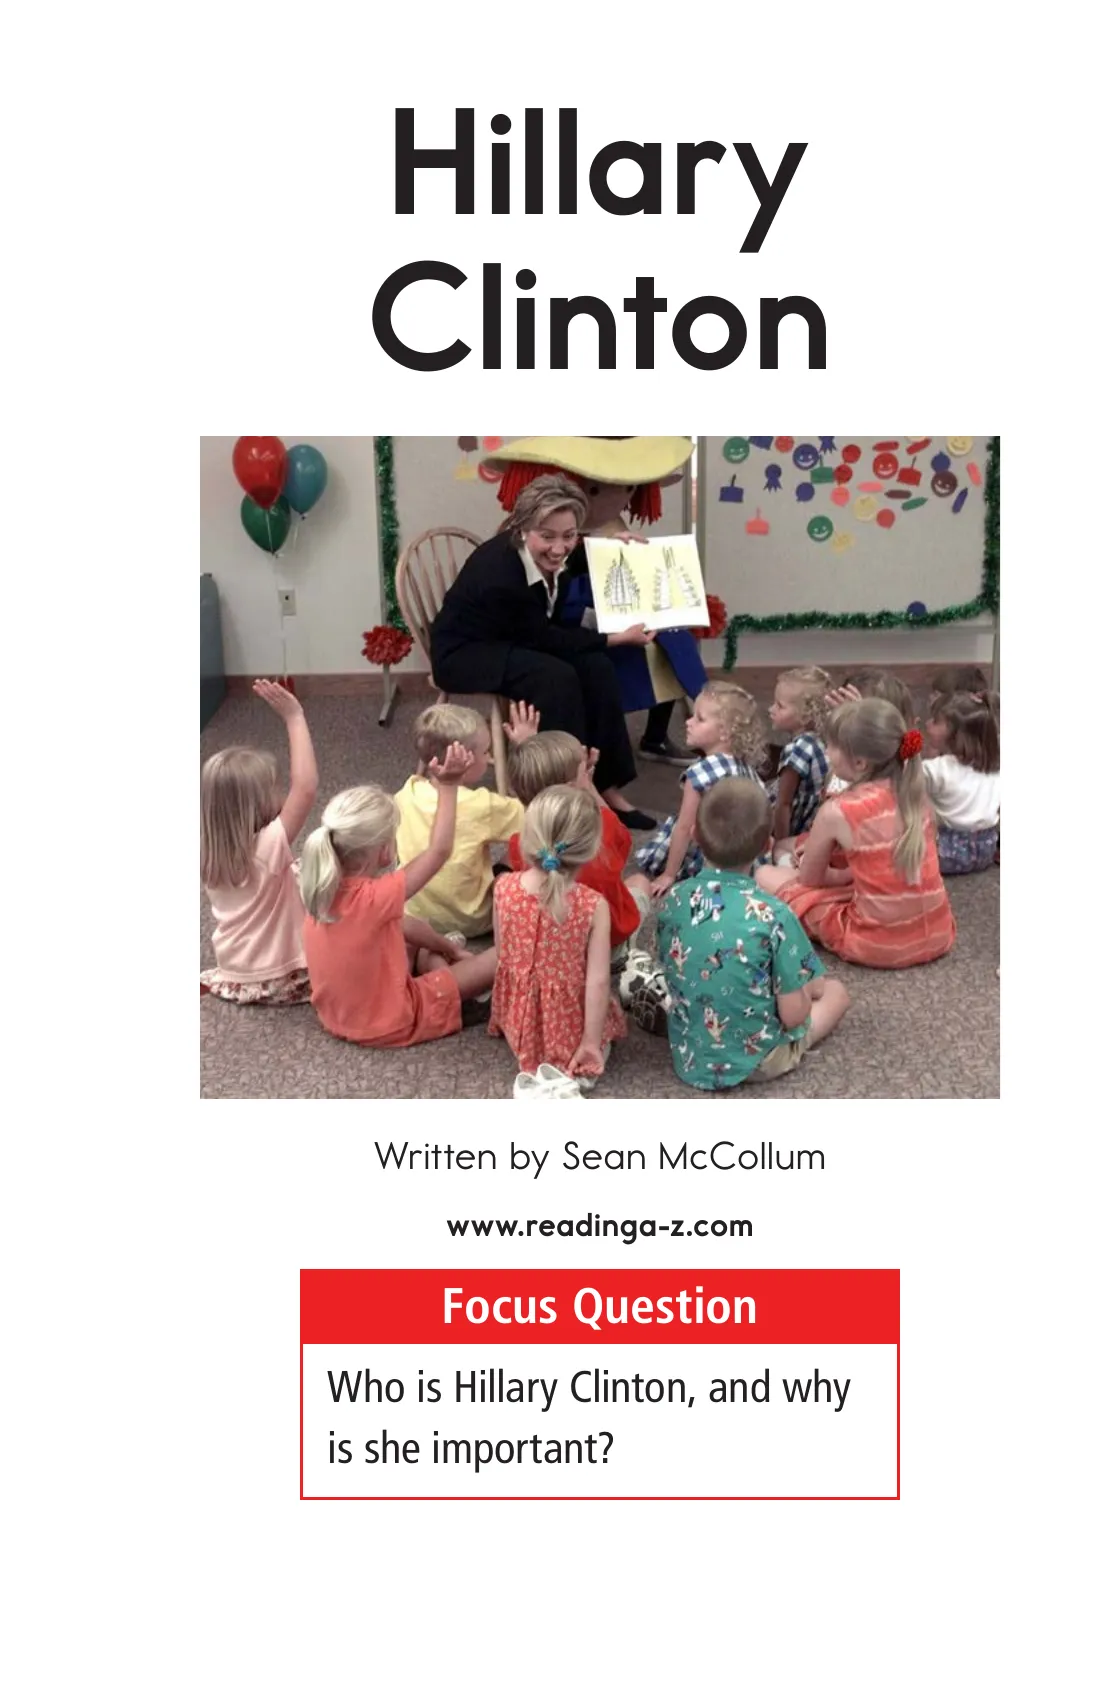 Hillary
Clinton
Written by Sean McCollum
www.readinga-z.com
Focus Question
Who is Hillary Clinton, and why
is she important?